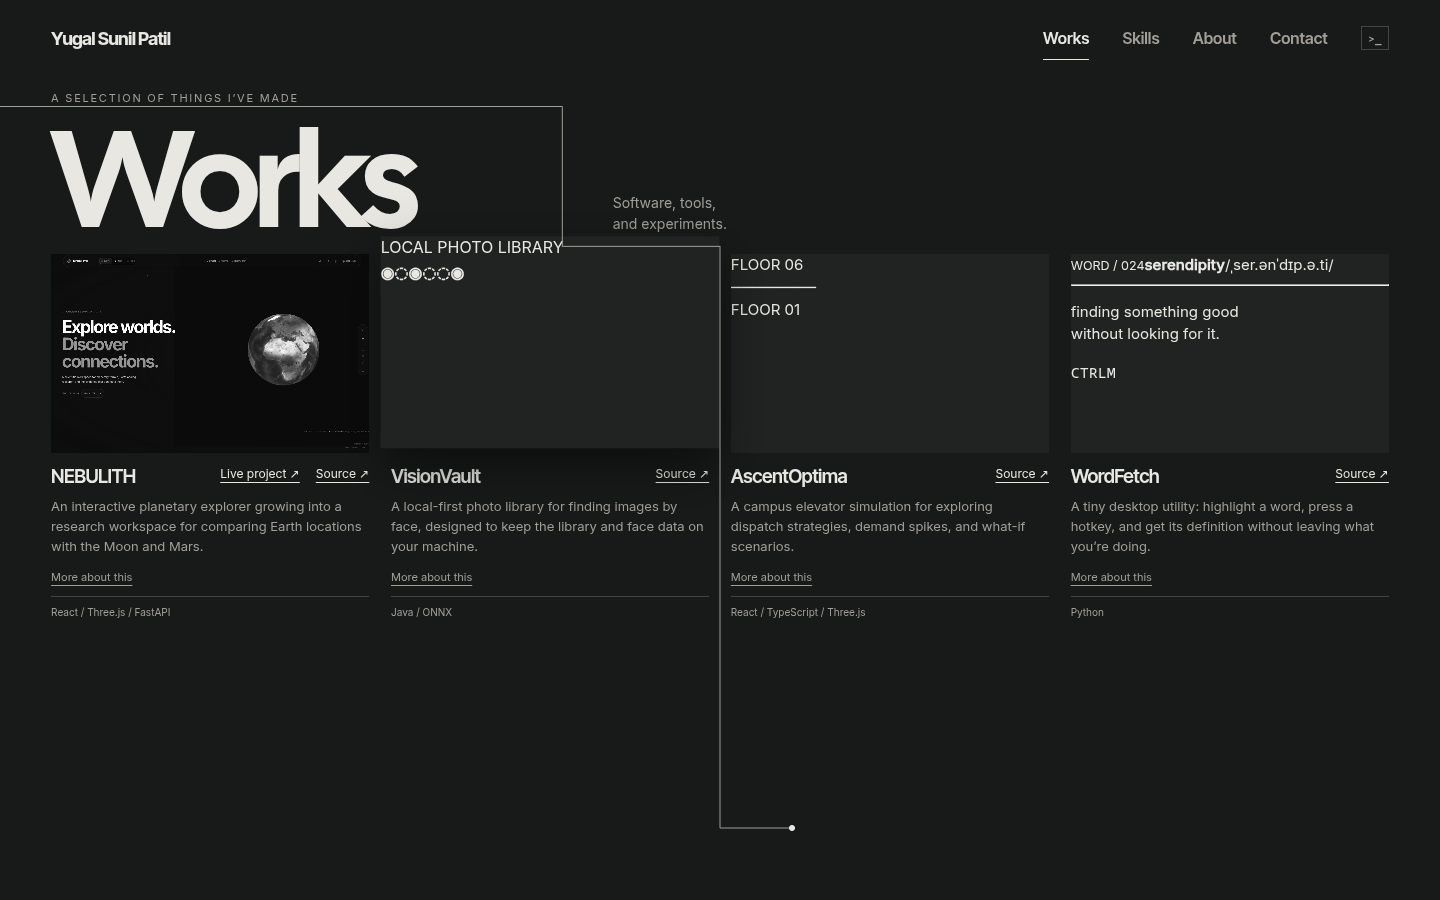 Yugal Sunil Patil
Works
Skills
About
Contact
>_
A SELECTION OF THINGS I’VE MADE
Works
Software, tools,
and experiments.
Explore worlds.
Discover
connections.
LOCAL PHOTO LIBRARY
FLOOR 06
FLOOR 01
WORD / 024serendipity/ˌser.ənˈdɪp.ə.ti/
finding something good
without looking for it.
CTRLM
NEBULITH
Live project ↗
Source ↗
An interactive planetary explorer growing into a
research workspace for comparing Earth locations
with the Moon and Mars.
More about this
React / Three.js / FastAPI
VisionVault
Source ↗
A local-first photo library for finding images by
face, designed to keep the library and face data on
your machine.
More about this
Java / ONNX
AscentOptima
Source ↗
A campus elevator simulation for exploring
dispatch strategies, demand spikes, and what-if
scenarios.
More about this
React / TypeScript / Three.js
WordFetch
Source ↗
A tiny desktop utility: highlight a word, press a
hotkey, and get its definition without leaving what
you’re doing.
More about this
Python